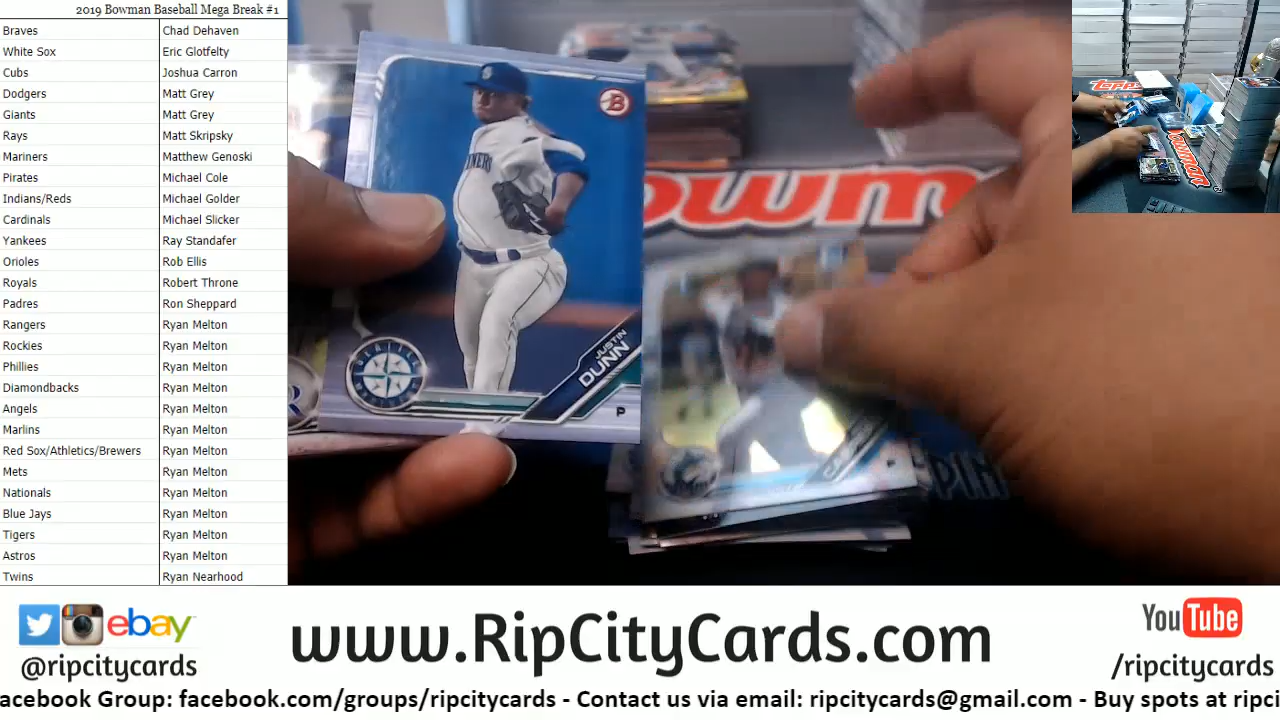 2019 Bowman Baseball Mega Break #1
Braves Chad Dehaven
White Sox Eric Glotfelty
Cubs Joshua Carron
Dodgers Matt Grey
Giants Matt Grey
Rays Matt Skripsky
Mariners Matthew Genoski
Pirates Michael Cole
Indians/Reds Michael Golder
Cardinals Michael Slicker
Yankees Ray Standafer
Orioles Rob Ellis
Royals Robert Throne
Padres Ron Sheppard
Rangers Ryan Melton
Rockies Ryan Melton
Phillies Ryan Melton
Diamondbacks Ryan Melton
Angels Ryan Melton
Marlins Ryan Melton
Red Sox/Athletics/Brewers Ryan Melton
Mets Ryan Melton
Nationals Ryan Melton
Blue Jays Ryan Melton
Tigers Ryan Melton
Astros Ryan Melton
Twins Ryan Nearhood
B
JUSTIN
DUNN
P
SEATTLE
owm
Topps
ebay
@ripcitycards
www.RipCityCards.com
YouTube
/ripcitycards
acebook Group: facebook.com/groups/ripcitycards - Contact us via email: ripcitycards@gmail.com - Buy spots at ripci